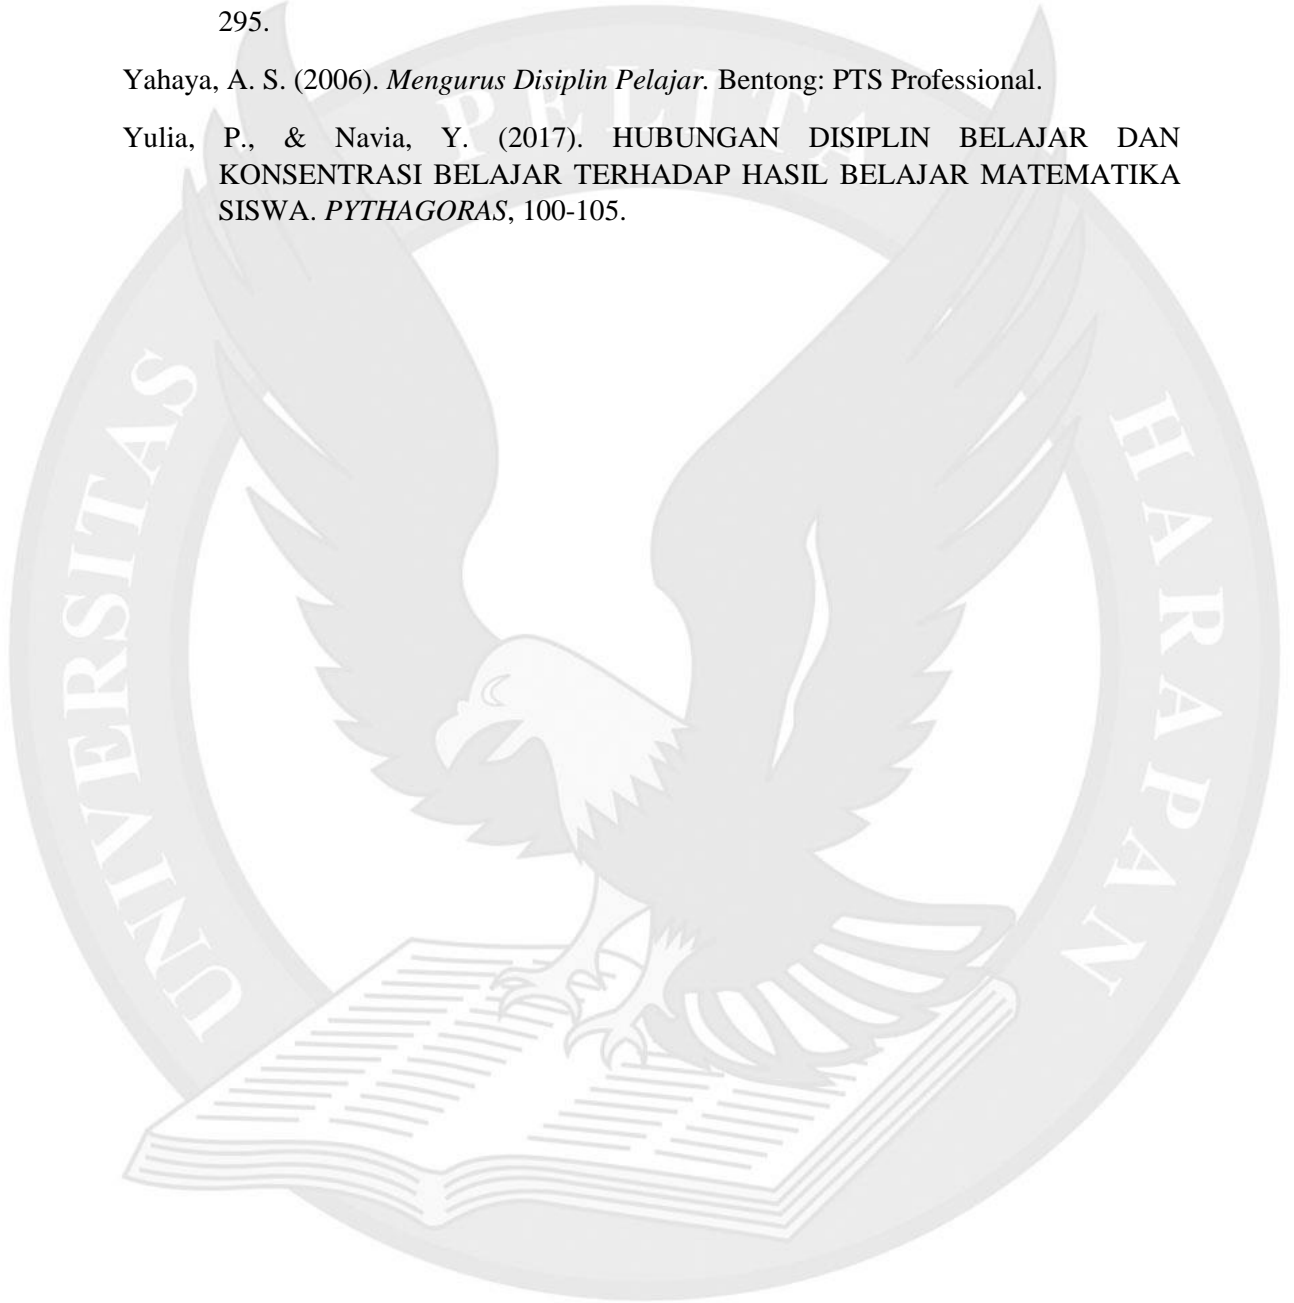 295.
Yahaya, A. S. (2006). Mengurus Disiplin Pelajar. Bentong: PTS Professional.
Yulia, P., & Navia, Y. (2017). HUBUNGAN DISIPLIN BELAJAR DAN
KONSENTRASI BELAJAR TERHADAP HASIL BELAJAR MATEMATIKA
SISWA. PYTHAGORAS, 100-105.
UNIVERSITAS PELITA HARAPAN